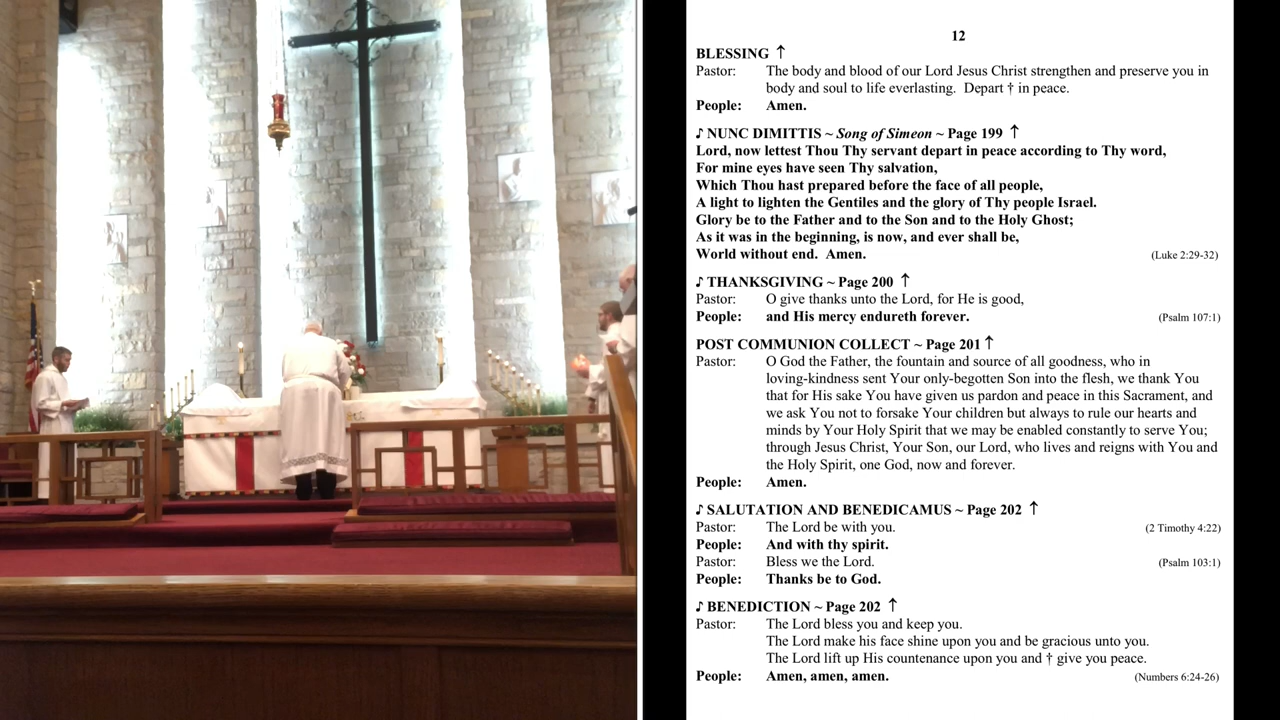 12
BLESSING ↑
Pastor: The body and blood of our Lord Jesus Christ strengthen and preserve you in
body and soul to life everlasting. Depart † in peace.
People: Amen.
♪ NUNC DIMITTIS ~ Song of Simeon ~ Page 199 ↑
Lord, now lettest Thou Thy servant depart in peace according to Thy word,
For mine eyes have seen Thy salvation,
Which Thou hast prepared before the face of all people,
A light to lighten the Gentiles and the glory of Thy people Israel.
Glory be to the Father and to the Son and to the Holy Ghost;
As it was in the beginning, is now, and ever shall be,
World without end. Amen. (Luke 2:29-32)
♪ THANKSGIVING ~ Page 200 ↑
Pastor: O give thanks unto the Lord, for He is good,
People: and His mercy endureth forever. (Psalm 107:1)
POST COMMUNION COLLECT ~ Page 201 ↑
Pastor: O God the Father, the fountain and source of all goodness, who in
loving-kindness sent Your only-begotten Son into the flesh, we thank You
that for His sake You have given us pardon and peace in this Sacrament, and
we ask You not to forsake Your children but always to rule our hearts and
minds by Your Holy Spirit that we may be enabled constantly to serve You;
through Jesus Christ, Your Son, our Lord, who lives and reigns with You and
the Holy Spirit, one God, now and forever.
People: Amen.
♪ SALUTATION AND BENEDICAMUS ~ Page 202 ↑
Pastor: The Lord be with you. (2 Timothy 4:22)
People: And with thy spirit.
Pastor: Bless we the Lord. (Psalm 103:1)
People: Thanks be to God.
♪ BENEDICTION ~ Page 202 ↑
Pastor: The Lord bless you and keep you.
The Lord make his face shine upon you and be gracious unto you.
The Lord lift up His countenance upon you and † give you peace.
People: Amen, amen, amen. (Numbers 6:24-26)